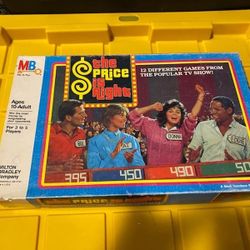 MB
the
PRICE
is
Right
12 DIFFERENT GAMES FROM
THE POPULAR TV SHOW!
Ages
10-Adult
For 2 to 5
Players
395
450
490
50
MILTON
BRADLEY
Company